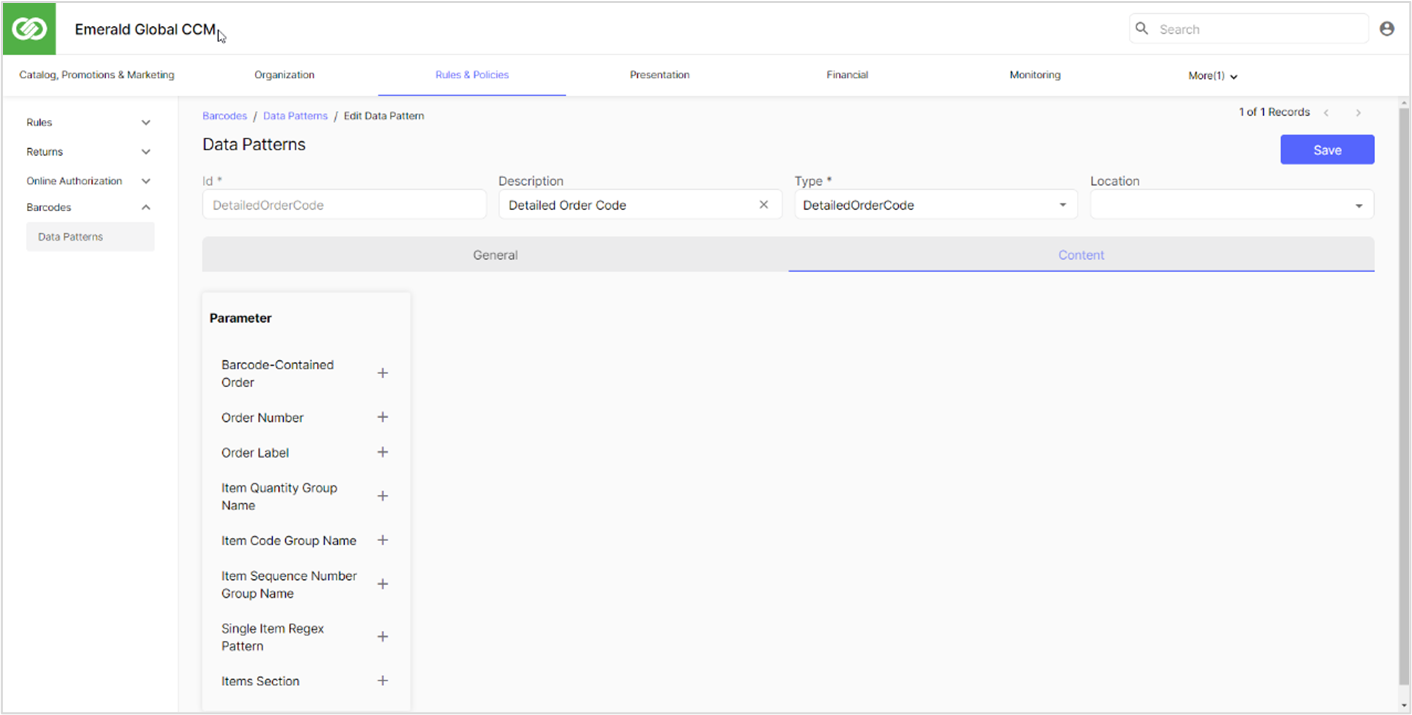 Emerald Global CCM
Search
Catalog, Promotions & Marketing
Organization
Rules & Policies
Presentation
Financial
Monitoring
More(1)
Rules
Returns
Online Authorization
Barcodes
Data Patterns
Barcodes / Data Patterns / Edit Data Pattern
1 of 1 Records
Data Patterns
Save
Id *
Description
Type *
Location
DetailedOrderCode
Detailed Order Code
DetailedOrderCode
General
Content
Parameter
Barcode-Contained
Order
Order Number
Order Label
Item Quantity Group
Name
Item Code Group Name
Item Sequence Number
Group Name
Single Item Regex
Pattern
Items Section